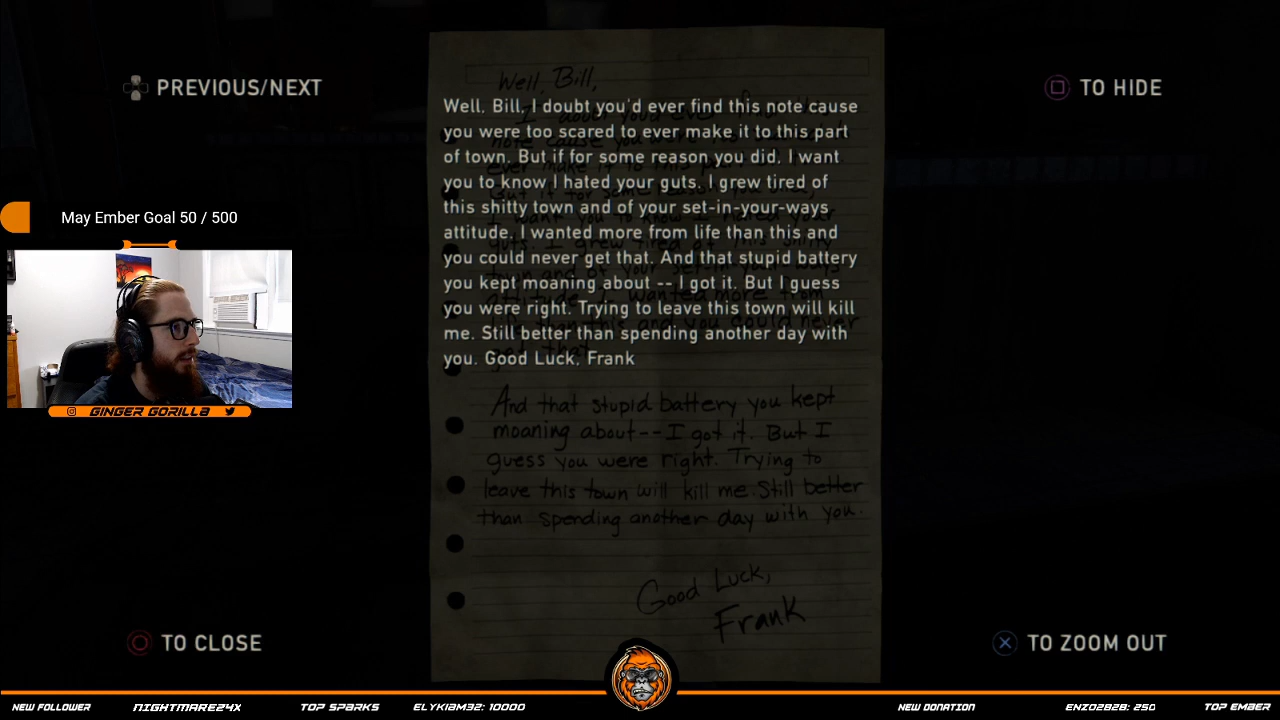 PREVIOUS/NEXT
TO HIDE
Well, Bill,
Well. Bill, I doubt you'd ever find this note cause
you were too scared to ever make it to this part
of town. But if for some reason you did, I want
you to know I hated your guts. I grew tired of
this shitty town and of your set-in-your-ways
attitude. I wanted more from life than this and
you could never get that. And that stupid battery
you kept moaning about -- I got it. But I guess
you were right. Trying to leave this town will kill
me. Still better than spending another day with
you. Good Luck, Frank
And that stupid battery you kept
moaning about -- I got it. But I
guess you were right. Trying to
leave this town will kill me. Still better
than spending another day with you.
Good Luck,
Frank
May Ember Goal 50 / 500
GINGER GORILLA
TO CLOSE
TO ZOOM OUT
NEW FOLLOWER
NIGHTMARE24X
TOP SPARKS
ELYKIAM32: 10000
NEW DONATION
ENZO2828: 250
TOP EMBER